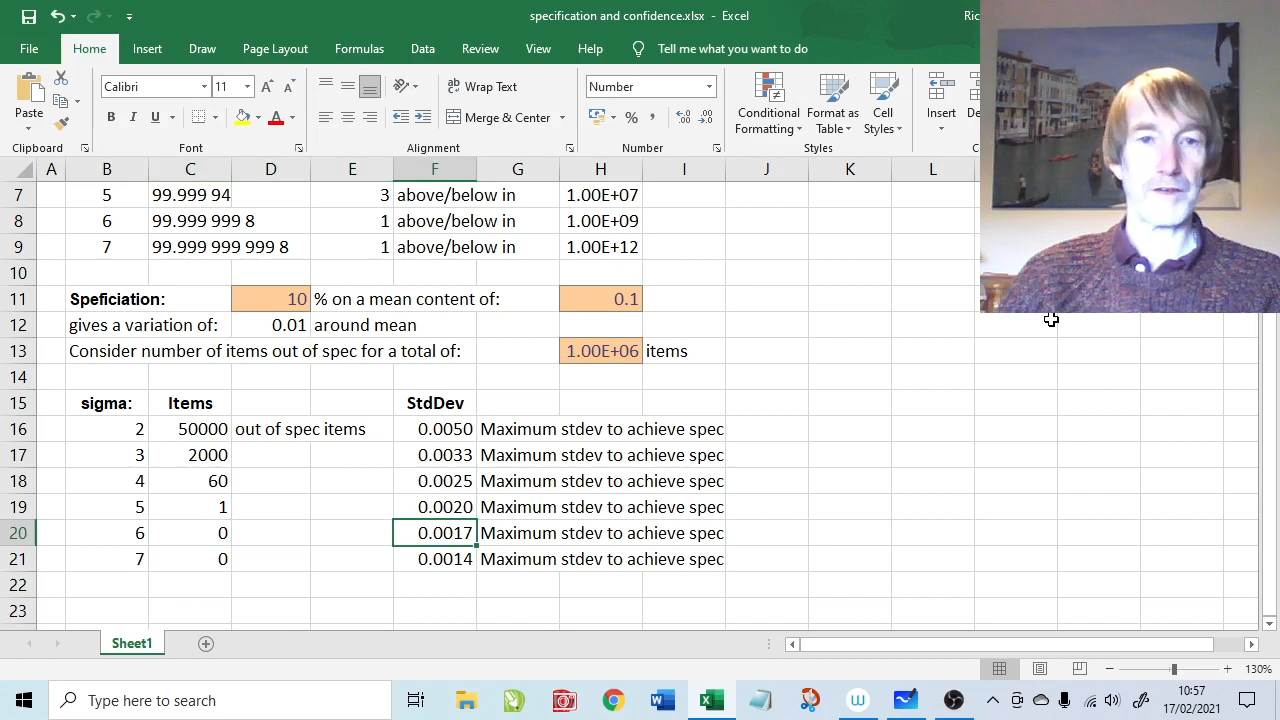 specification and confidence.xlsx - Excel
File Home Insert Draw Page Layout Formulas Data Review View Help Tell me what you want to do
Calibri 11 Wrap Text Number
Paste B I U Merge & Center % Conditional Formatting Format as Table Cell Styles Insert
Clipboard Font Alignment Number Styles
A B C D E F G H I J K L
7 5 99.999 94 3 above/below in 1.00E+07
8 6 99.999 999 8 1 above/below in 1.00E+09
9 7 99.999 999 999 8 1 above/below in 1.00E+12
10
11 Speficiation: 10 % on a mean content of: 0.1
12 gives a variation of: 0.01 around mean
13 Consider number of items out of spec for a total of: 1.00E+06 items
14
15 sigma: Items StdDev
16 2 50000 out of spec items 0.0050 Maximum stdev to achieve spec
17 3 2000 0.0033 Maximum stdev to achieve spec
18 4 60 0.0025 Maximum stdev to achieve spec
19 5 1 0.0020 Maximum stdev to achieve spec
20 6 0 0.0017 Maximum stdev to achieve spec
21 7 0 0.0014 Maximum stdev to achieve spec
22
23
Sheet1
130%
Type here to search
10:57
17/02/2021